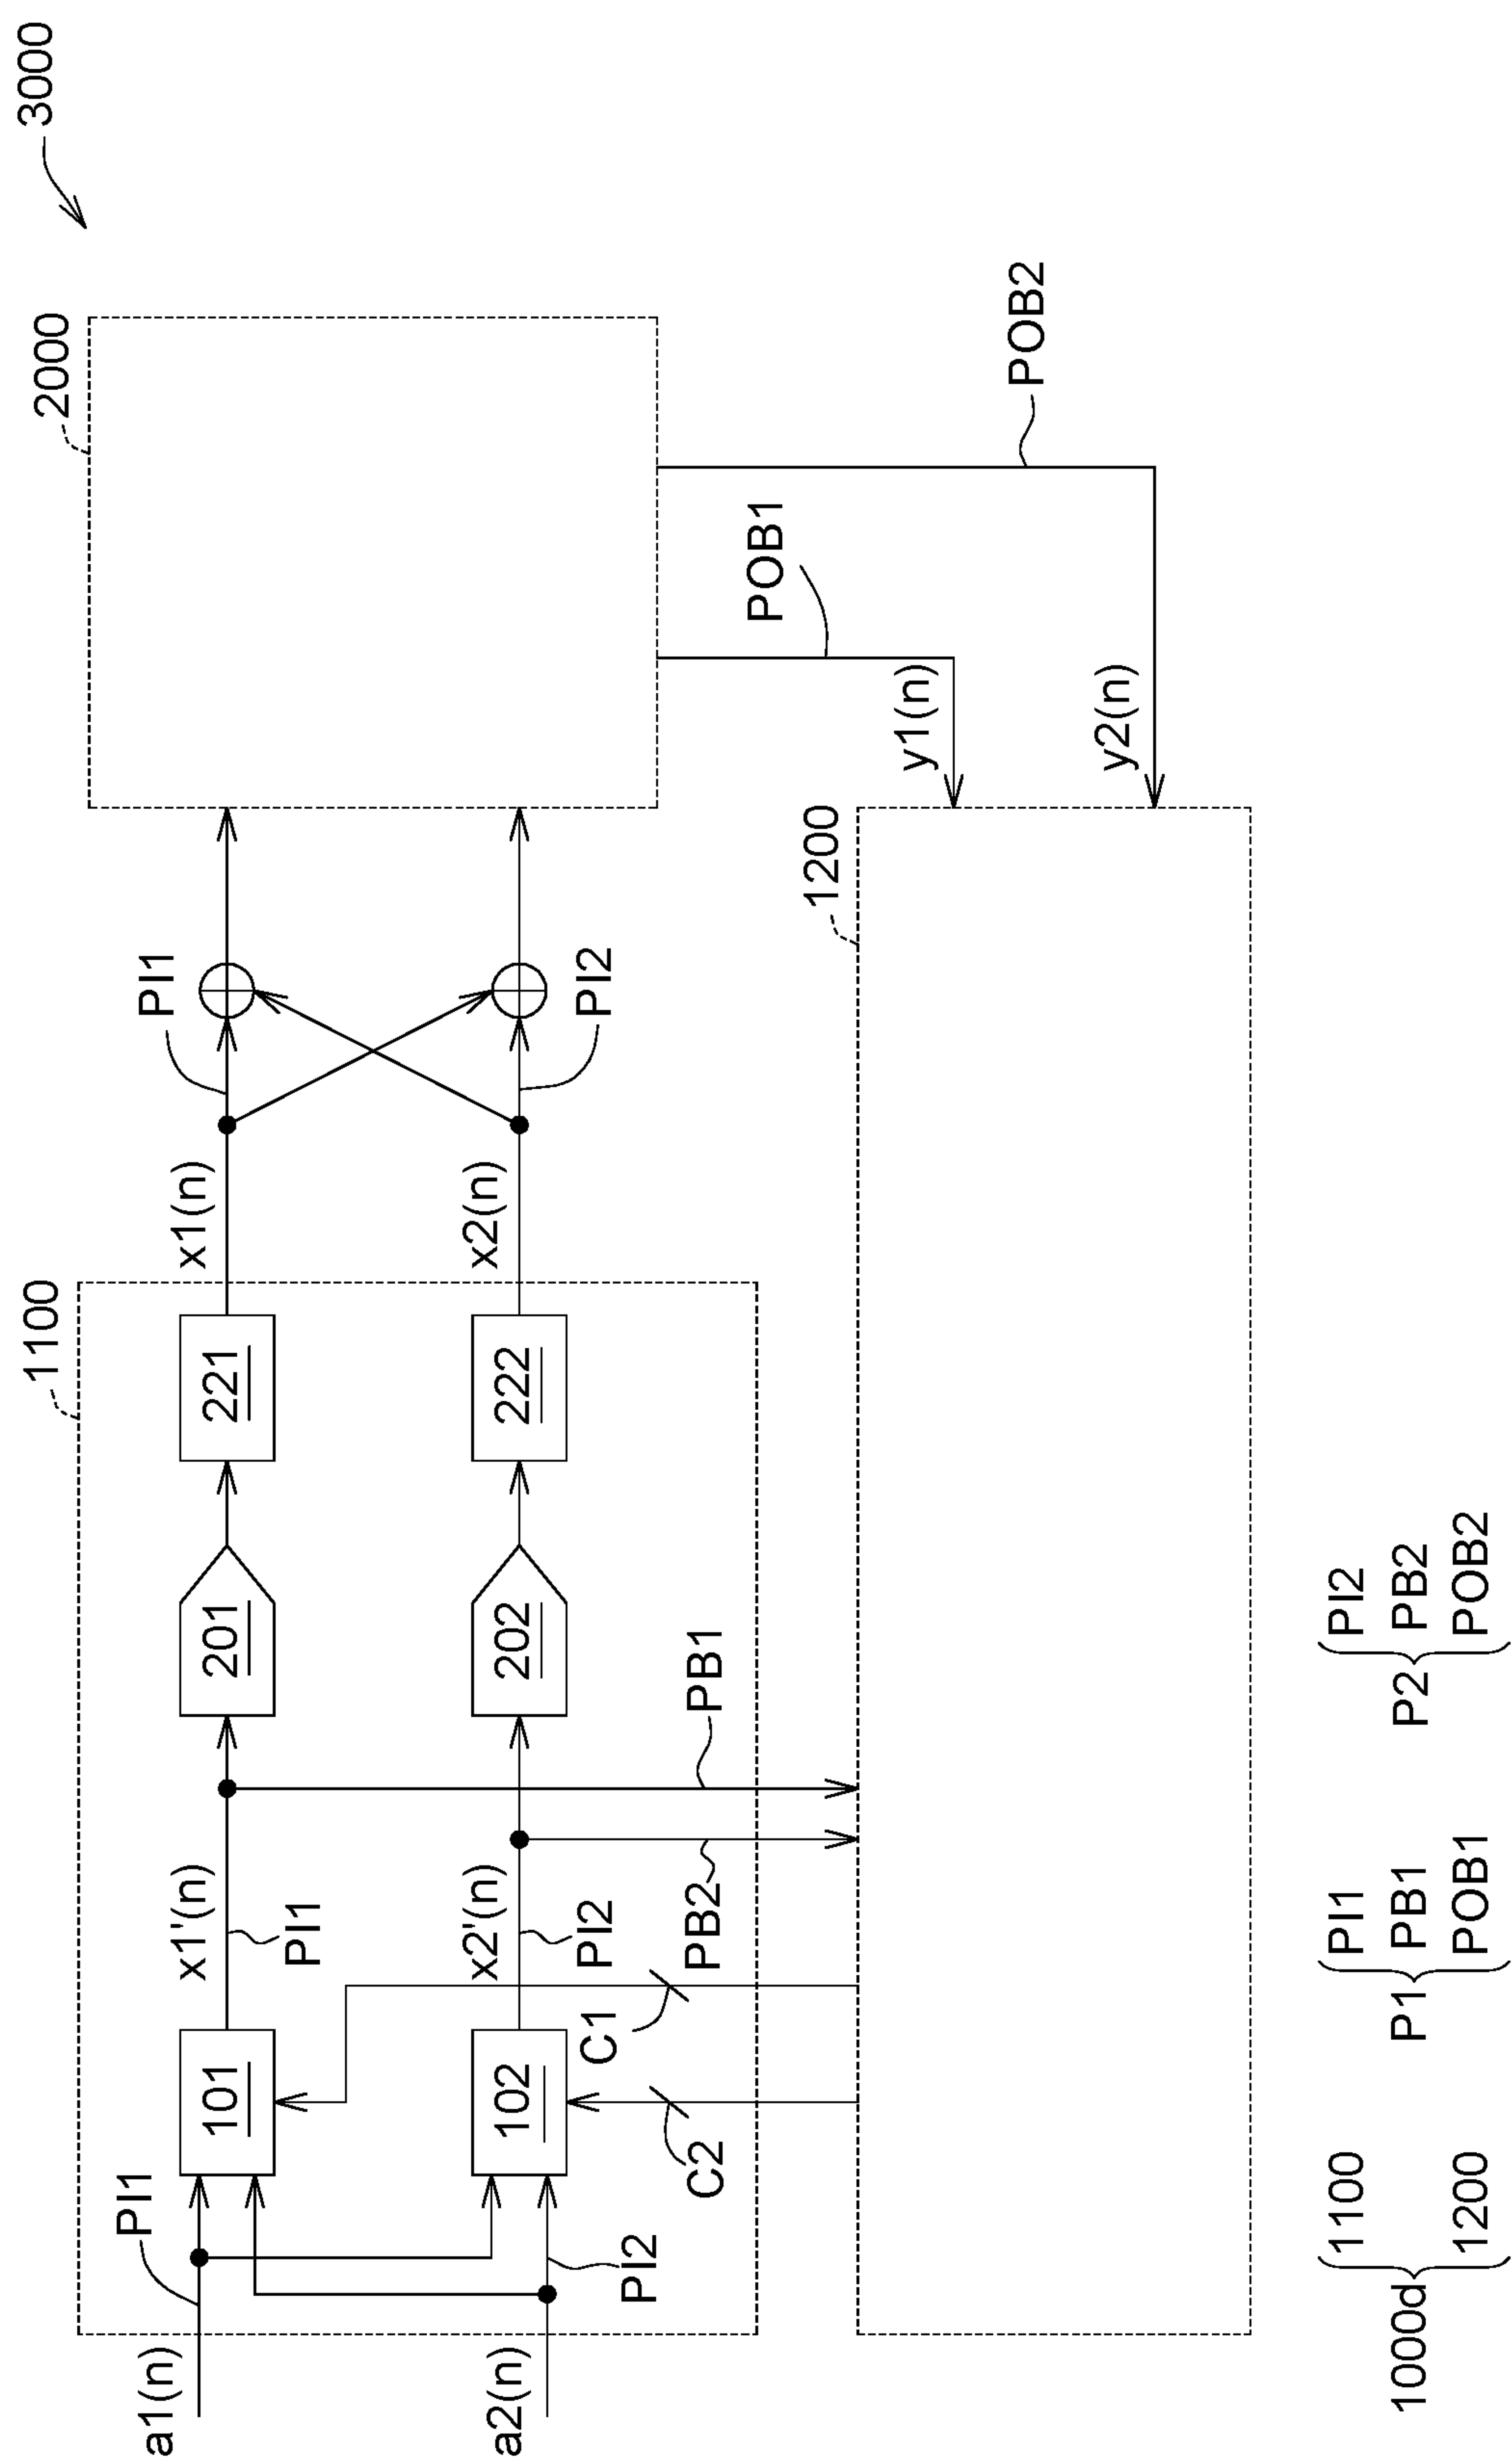 3000
1100
2000
a1(n)
PI1
101
x1'(n)
PI1
201
221
x1(n)
PI1
a2(n)
PI2
102
x2'(n)
PI2
202
222
x2(n)
PI2
C2
C1
PB2
PB1
POB1
POB2
1200
y1(n)
y2(n)
1000d { 1100
1200
P1 { PI1
PB1
POB1
P2 { PI2
PB2
POB2